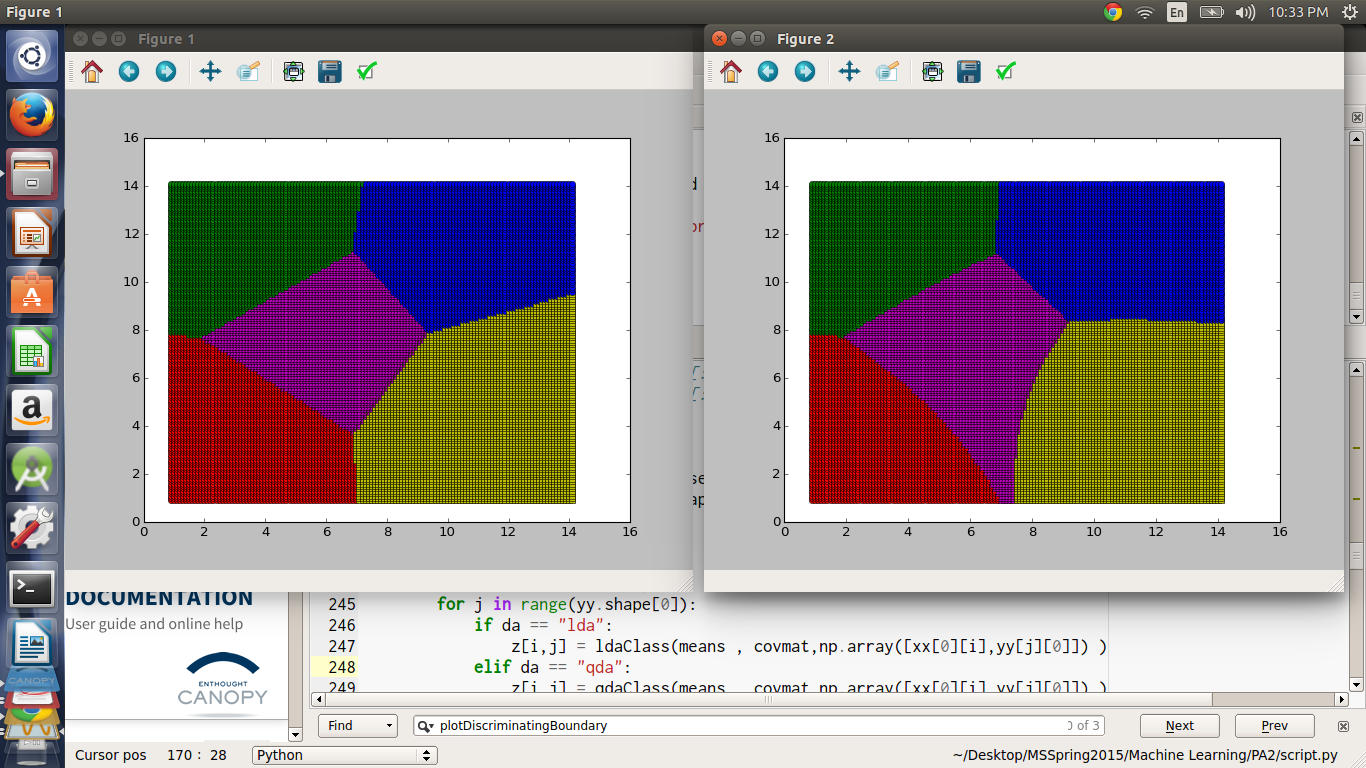 Figure 1
En
10:33 PM
Figure 1
Figure 2
16
14
12
10
8
6
4
2
0
0 2 4 6 8 10 12 14 16
16
14
12
10
8
6
4
2
0
0 2 4 6 8 10 12 14 16
DOCUMENTATION
User guide and online help
ENTHOUGHT
CANOPY
CANOPY
245 for j in range(yy.shape[0]):
246 if da == "lda":
247 z[i,j] = ldaClass(means , covmat,np.array([xx[0][i],yy[j][0]]) )
248 elif da == "qda":
249 z[i,j] = qdaClass(means , covmat,np.array([xx[0][i],yy[j][0]]) )
Find
plotDiscriminatingBoundary
0 of 3
Next
Prev
Cursor pos 170 : 28
Python
~/Desktop/MSSpring2015/Machine Learning/PA2/script.py